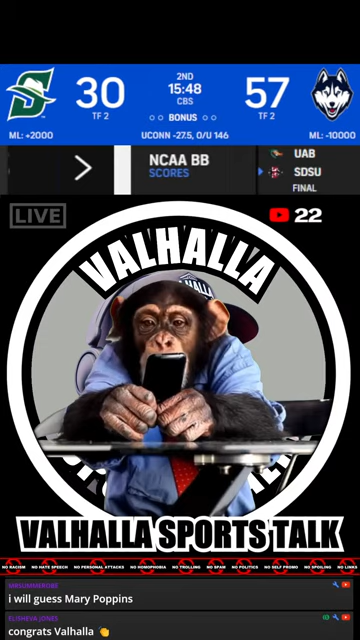 S
30
TF 2
2ND
15:48
CBS
BONUS
57
TF 2
ML: +2000
UCONN -27.5, O/U 146
ML: -10000
NCAA BB
SCORES
UAB
SDSU
FINAL
LIVE
22
VALHALLA
VALHALLA SPORTS TALK
NO RACISM NO HATE SPEECH NO PERSONAL ATTACKS NO HOMOPHOBIA NO TROLLING NO SPAM NO POLITICS NO SELF PROMO NO SPOILING NO LINKS
i will guess Mary Poppins
ELISHEVA JONES
congrats Valhalla 👏